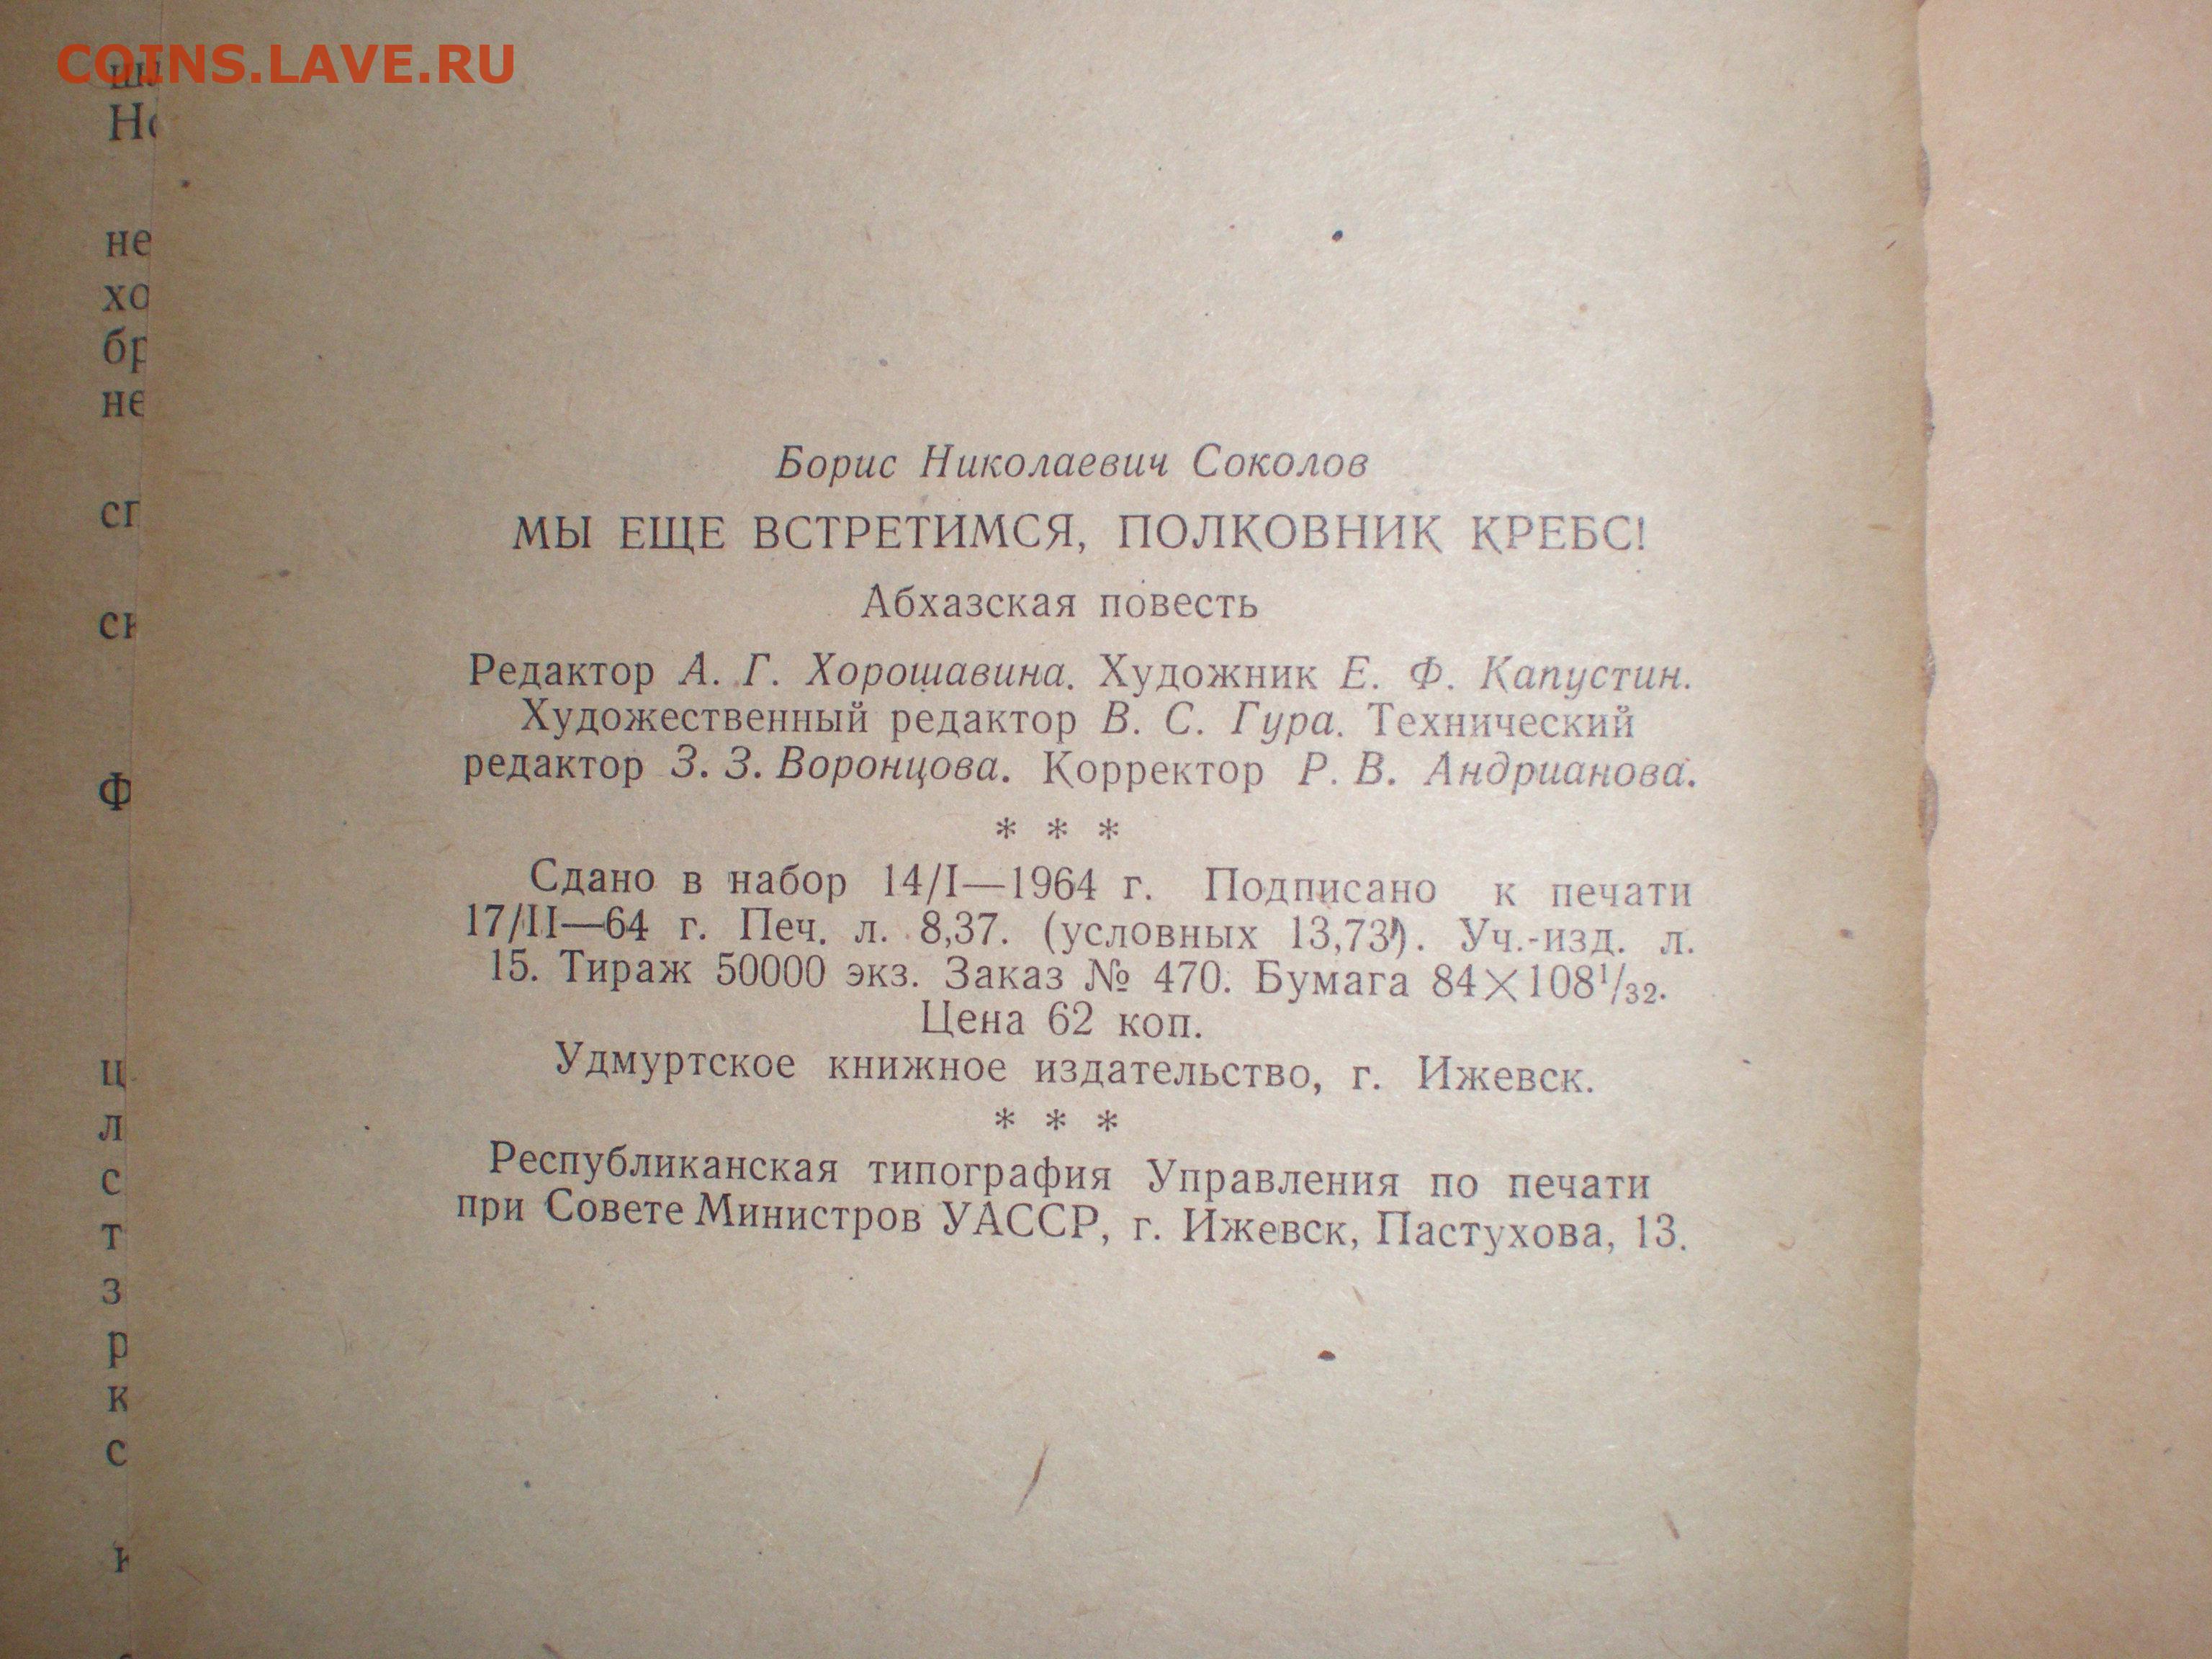 COINS.LAVE.RU
Борис Николаевич Соколов
МЫ ЕЩЕ ВСТРЕТИМСЯ, ПОЛКОВНИК КРЕБС!
Абхазская повесть
Редактор А. Г. Хорошавина. Художник Е. Ф. Капустин.
Художественный редактор В. С. Гура. Технический
редактор З. З. Воронцова. Корректор Р. В. Андрианова.
* * *
Сдано в набор 14/I—1964 г. Подписано к печати
17/II—64 г. Печ. л. 8,37. (условных 13,73). Уч.-изд. л.
15. Тираж 50000 экз. Заказ № 470. Бумага 84×108¹/₃₂.
Цена 62 коп.
Удмуртское книжное издательство, г. Ижевск.
* * *
Республиканская типография Управления по печати
при Совете Министров УАССР, г. Ижевск, Пастухова, 13.